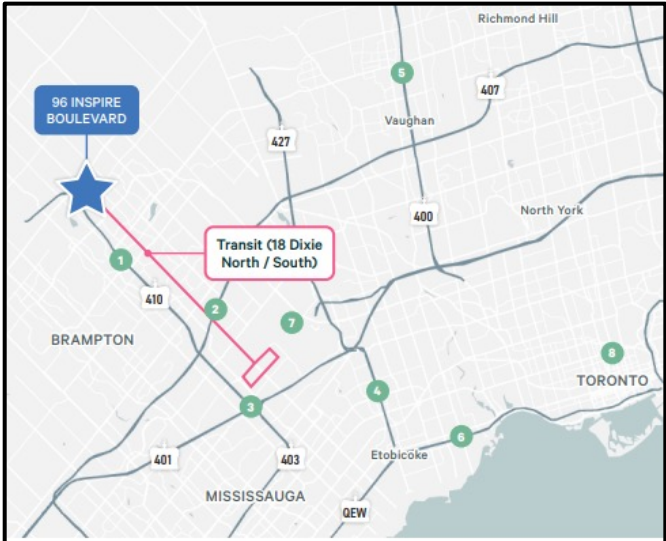 Richmond Hill
5
407
96 INSPIRE
BOULEVARD
Vaughan
427
400
North York
Transit (18 Dixie
North / South)
1
410
2
7
BRAMPTON
8
TORONTO
4
3
6
Etobicoke
401
403
MISSISSAUGA
QEW